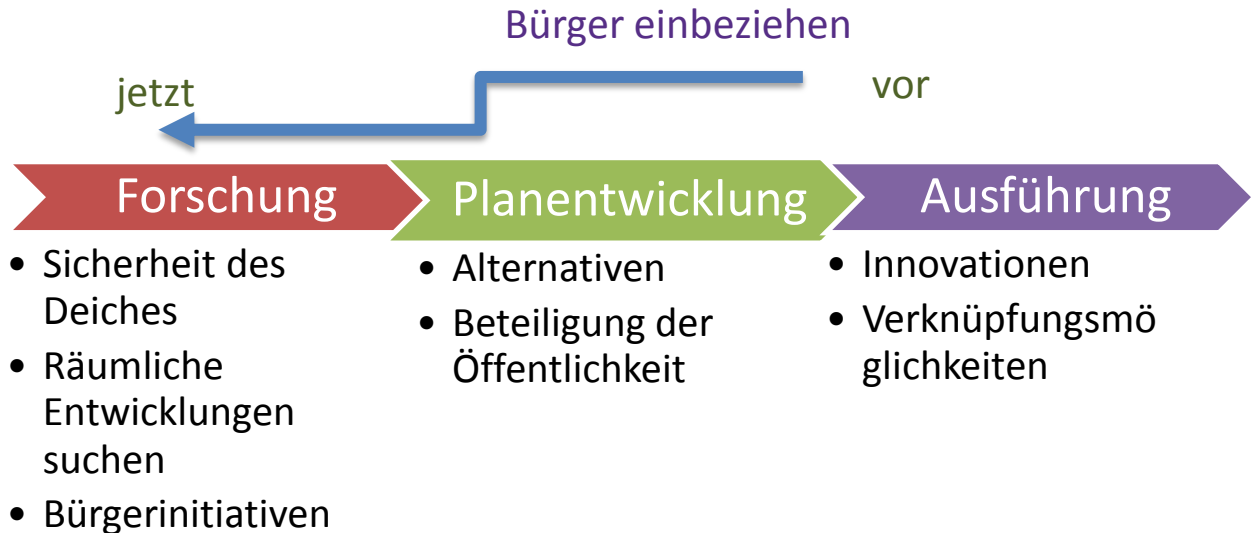 Bürger einbeziehen
jetzt
vor
Forschung
Planentwicklung
Ausführung
• Sicherheit des
Deiches
• Räumliche
Entwicklungen
suchen
• Bürgerinitiativen
• Alternativen
• Beteiligung der
Öffentlichkeit
• Innovationen
• Verknüpfungsmö
glichkeiten